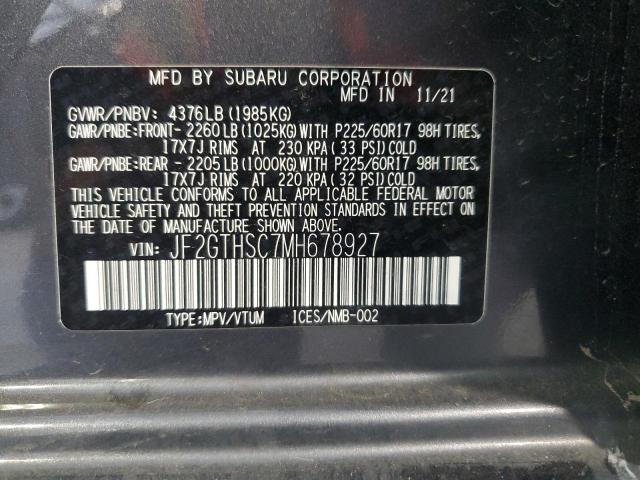 MFD BY SUBARU CORPORATION
MFD IN 11/21
GVWR/PNBV: 4376LB(1985KG)
GAWR/PNBE:FRONT- 2260LB(1025KG)WITH P225/60R17 98H TIRES,
17X7J RIMS AT 230 KPA(33 PSI)COLD
GAWR/PNBE:REAR - 2205LB(1000KG)WITH P225/60R17 98H TIRES,
17X7J RIMS AT 220 KPA(32 PSI)COLD
THIS VEHICLE CONFORMS TO ALL APPLICABLE FEDERAL MOTOR
VEHICLE SAFETY AND THEFT PREVENTION STANDARDS IN EFFECT ON
THE DATE OF MANUFACTURE SHOWN ABOVE.
VIN: JF2GTHSC7MH678927
TYPE:MPV/VTUM ICES/NMB-002